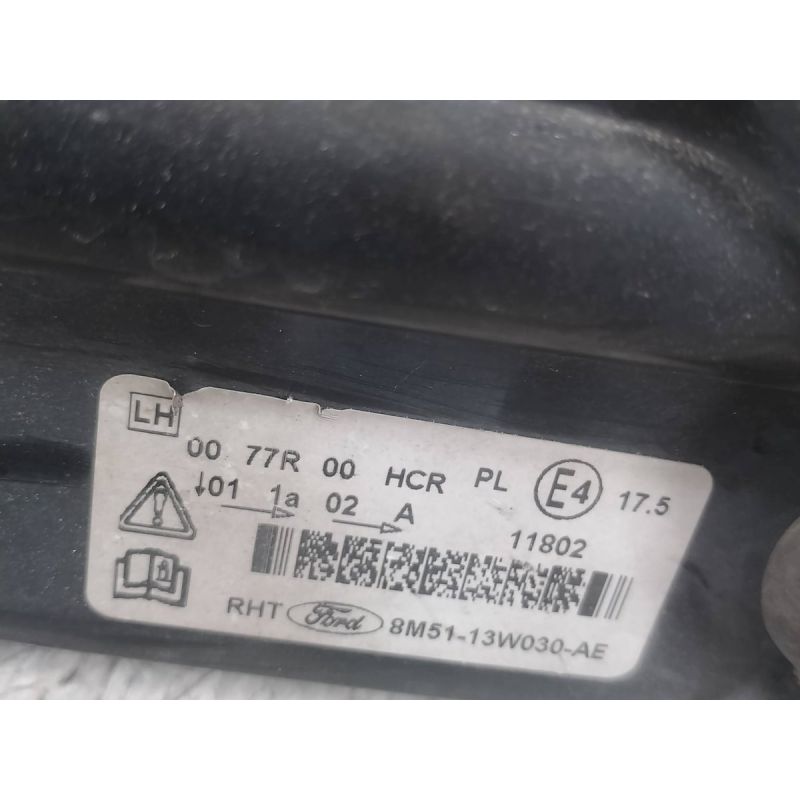 LH
00 77R 00 HCR PL E4 17.5
↓01 1a 02 A
11802
RHT Ford 8M51-13W030-AE